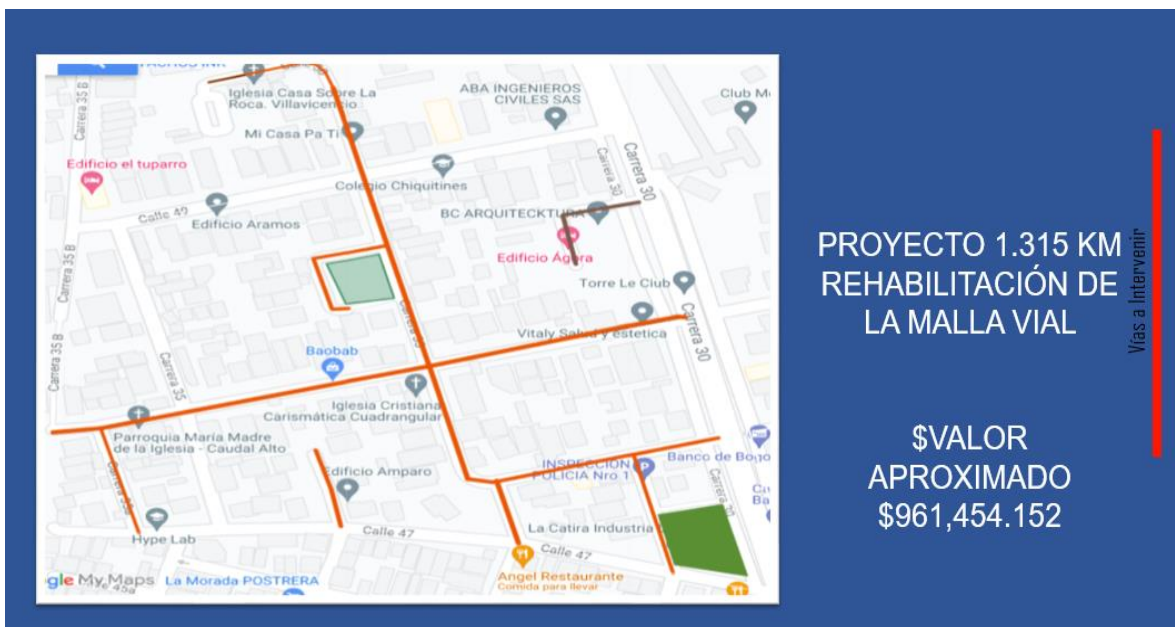 Iglesia Casa Sobre La
Roca. Villavicencio
ABA INGENIEROS
CIVILES SAS
Club M
Carrera 35 B
Mi Casa Pa Ti
Edificio el tuparro
Colegio Chiquitines
Carrera 30
Carrera 30
Calle 49
Edificio Aramos
BC ARQUITECKTURA
Edificio Ágora
Carrera 35 B
Torre Le Club
Vitaly Salud y estetica
Carrera 30
Baobab
Carrera 35 B
Carrera 35
Iglesia Cristiana
Carismática Cuadrangular
Parroquia María Madre
de la Iglesia - Caudal Alto
Edificio Amparo
INSPECCION
POLICIA Nro 1
Banco de Bogo
Hype Lab
Calle 47
La Catira Industria
Calle 47
gle My Maps
La Morada POSTRERA
Angel Restaurante
Comida para llevar
PROYECTO 1.315 KM
REHABILITACIÓN DE
LA MALLA VIAL
Vías a Intervenir
$VALOR
APROXIMADO
$961,454.152